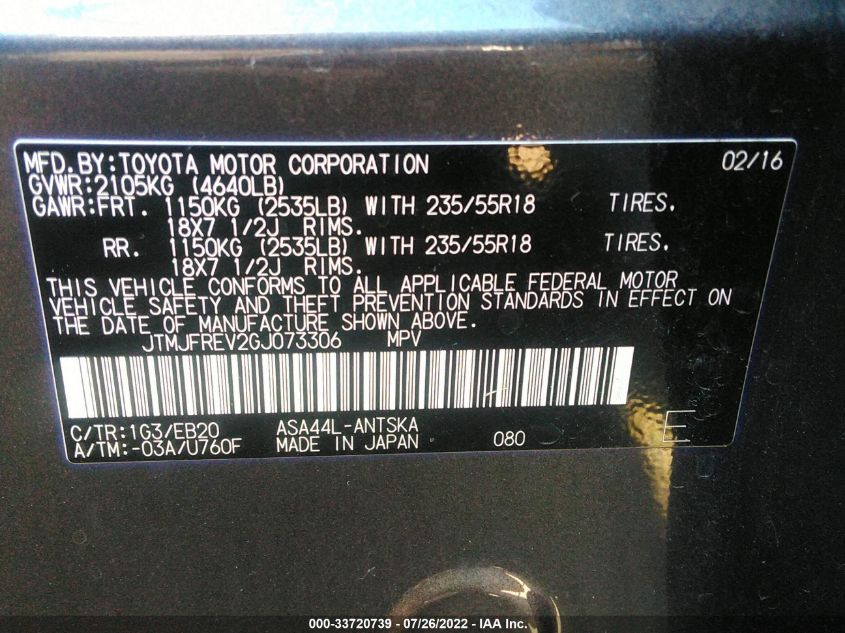 MFD.BY:TOYOTA MOTOR CORPORATION 02/16
GVWR:2105KG (4640LB)
GAWR:FRT. 1150KG (2535LB) WITH 235/55R18 TIRES.
18X7 1/2J RIMS.
RR. 1150KG (2535LB) WITH 235/55R18 TIRES.
18X7 1/2J RIMS.
THIS VEHICLE CONFORMS TO ALL APPLICABLE FEDERAL MOTOR
VEHICLE SAFETY AND THEFT PREVENTION STANDARDS IN EFFECT ON
THE DATE OF MANUFACTURE SHOWN ABOVE.
JTMJFREV2GJ073306 MPV
C/TR:1G3/EB20 ASA44L-ANTSKA
A/TM:-03A/U760F MADE IN JAPAN 080 E
000-33720739 - 07/26/2022 - IAA Inc.